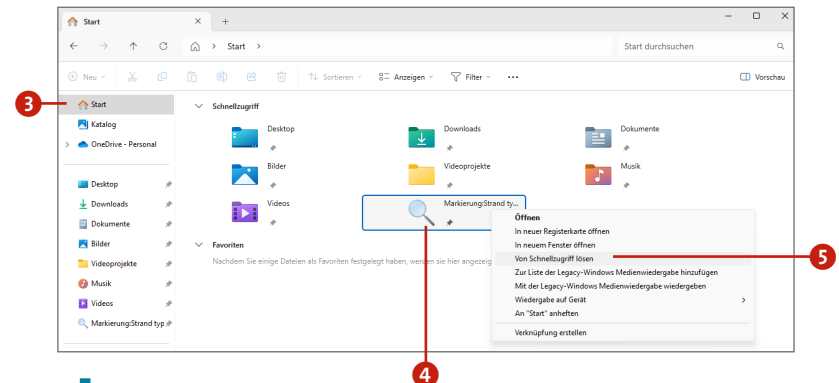 Start
Start
Start durchsuchen
Neu
Sortieren
Anzeigen
Filter
Vorschau
3
Start
Katalog
OneDrive - Personal
Desktop
Downloads
Dokumente
Bilder
Videoprojekte
Musik
Videos
Markierung:Strand typ
Schnellzugriff
Desktop
Downloads
Dokumente
Bilder
Videoprojekte
Musik
Videos
Markierung:Strand ty...
Favoriten
Nachdem Sie einige Dateien als Favoriten festgelegt haben, werden sie hier angezeig
Öffnen
In neuer Registerkarte öffnen
In neuem Fenster öffnen
Von Schnellzugriff lösen
Zur Liste der Legacy-Windows Medienwiedergabe hinzufügen
Mit der Legacy-Windows Medienwiedergabe wiedergeben
Wiedergabe auf Gerät
An "Start" anheften
Verknüpfung erstellen
5
4